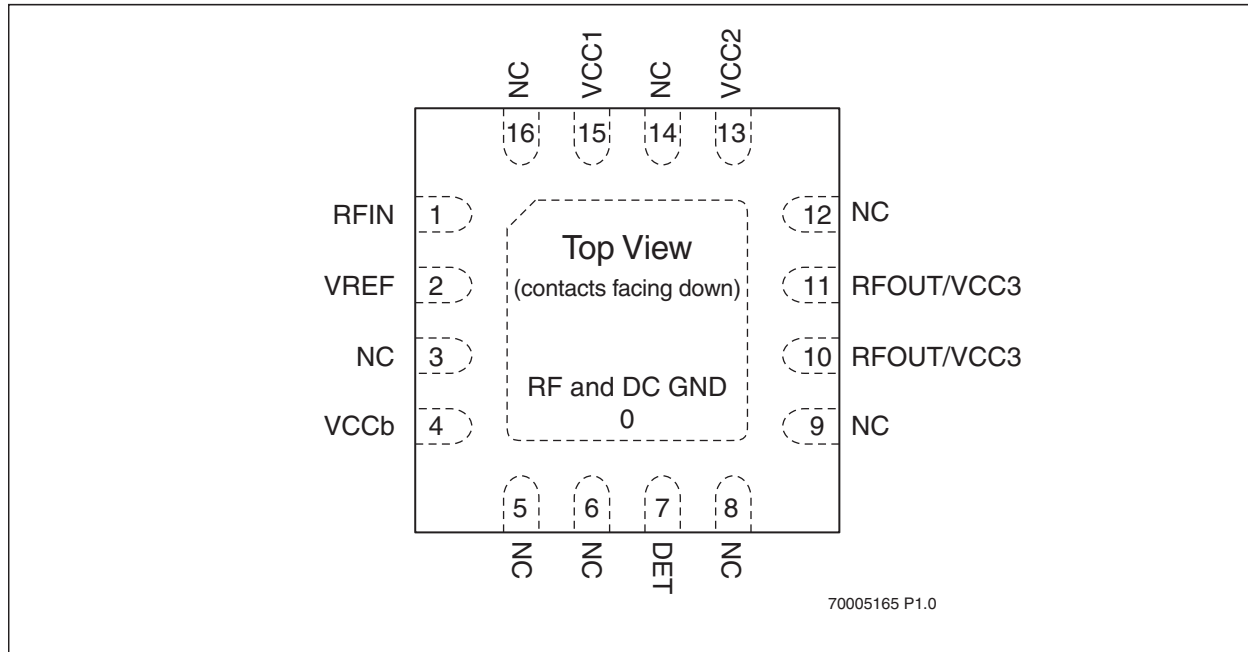 NC
VCC1
NC
VCC2
16
15
14
13
RFIN
1
12
NC
Top View
(contacts facing down)
VREF
2
11
RFOUT/VCC3
NC
3
10
RFOUT/VCC3
RF and DC GND
0
VCCb
4
9
NC
5
6
7
8
NC
NC
DET
NC
70005165 P1.0